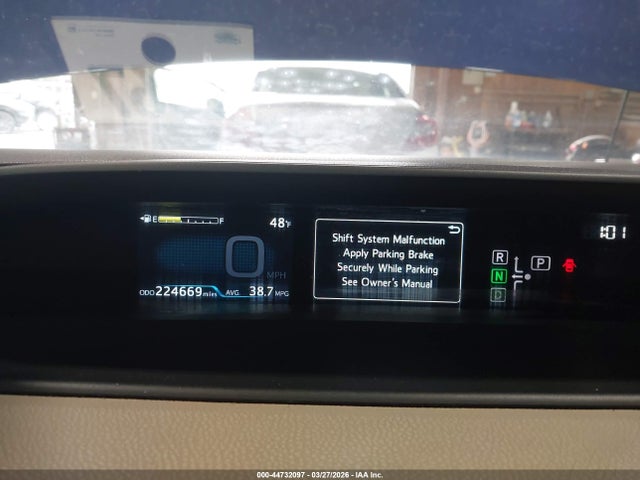 E F 48°F
0 MPH
ODO 224669 miles AVG. 38.7 MPG
Shift System Malfunction
Apply Parking Brake
Securely While Parking
See Owner's Manual
R
N
D
P
1:01
000-44732097 - 03/27/2026 - IAA Inc.